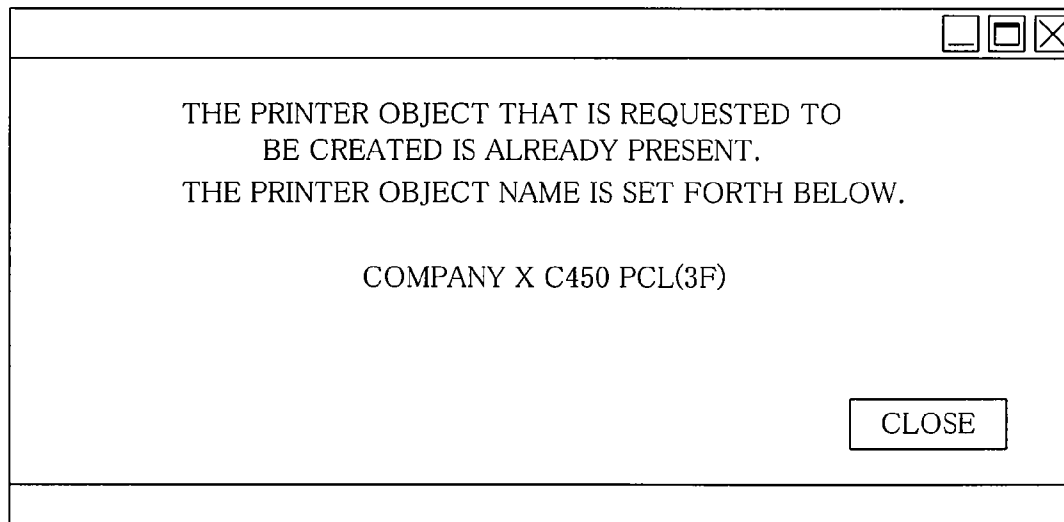 THE PRINTER OBJECT THAT IS REQUESTED TO
BE CREATED IS ALREADY PRESENT.
THE PRINTER OBJECT NAME IS SET FORTH BELOW.
COMPANY X C450 PCL(3F)
CLOSE